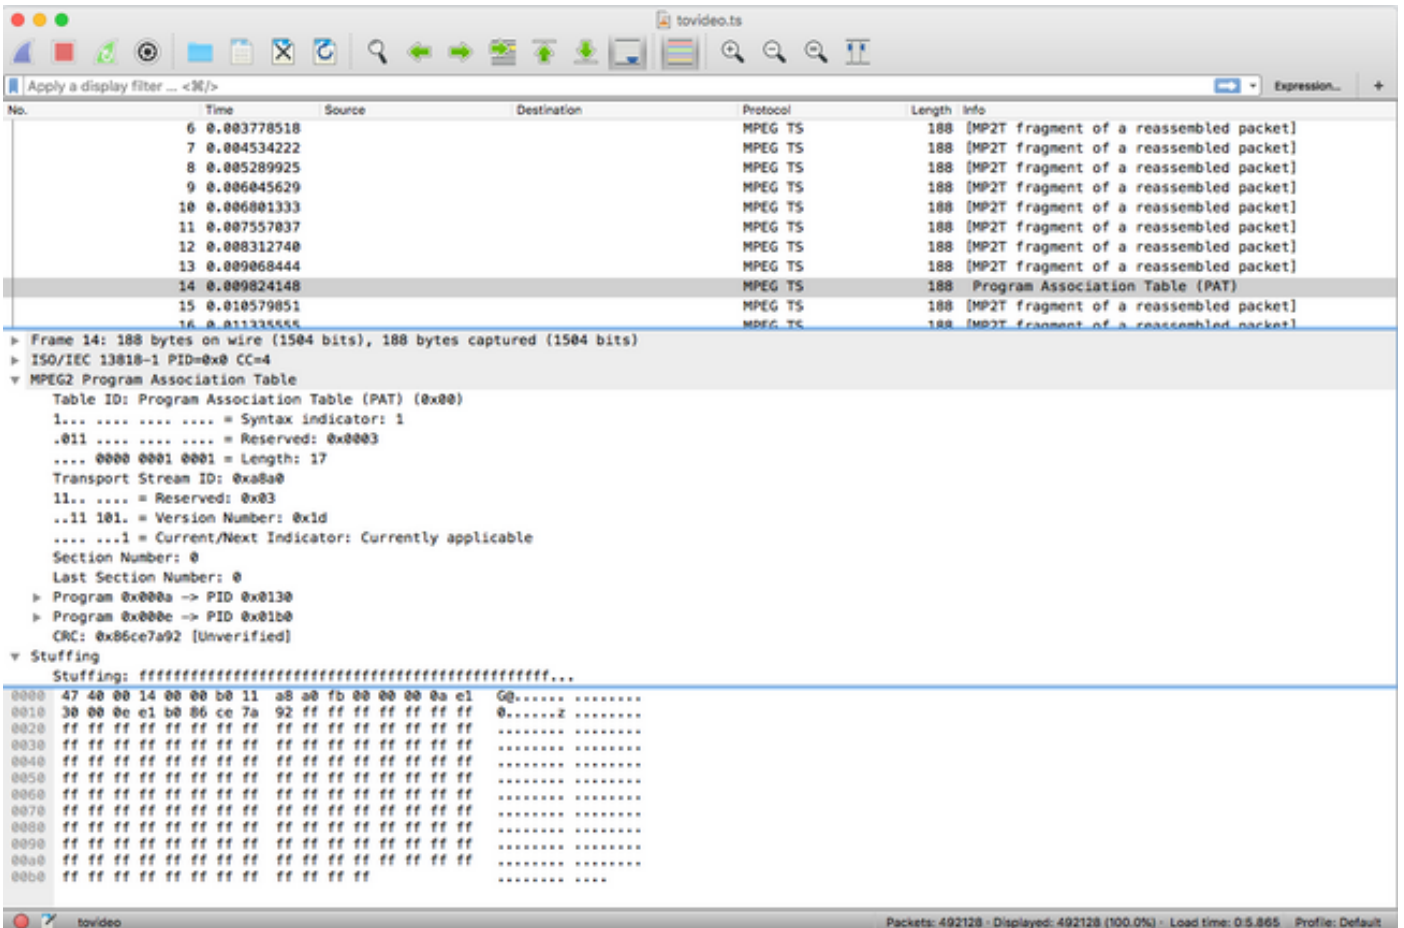 tovideo.ts
Apply a display filter ... <⌘/>
Expression...
+
No. Time Source Destination Protocol Length Info
6 0.003778518 MPEG TS 188 [MP2T fragment of a reassembled packet]
7 0.004534222 MPEG TS 188 [MP2T fragment of a reassembled packet]
8 0.005289925 MPEG TS 188 [MP2T fragment of a reassembled packet]
9 0.006045629 MPEG TS 188 [MP2T fragment of a reassembled packet]
10 0.006801333 MPEG TS 188 [MP2T fragment of a reassembled packet]
11 0.007557037 MPEG TS 188 [MP2T fragment of a reassembled packet]
12 0.008312740 MPEG TS 188 [MP2T fragment of a reassembled packet]
13 0.009068444 MPEG TS 188 [MP2T fragment of a reassembled packet]
14 0.009824148 MPEG TS 188 Program Association Table (PAT)
15 0.010579851 MPEG TS 188 [MP2T fragment of a reassembled packet]
16 0.011335555 MPEG TS 188 [MP2T fragment of a reassembled packet]
Frame 14: 188 bytes on wire (1504 bits), 188 bytes captured (1504 bits)
ISO/IEC 13818-1 PID=0x0 CC=4
MPEG2 Program Association Table
Table ID: Program Association Table (PAT) (0x00)
1... .... .... .... = Syntax indicator: 1
.011 .... .... .... = Reserved: 0x0003
.... 0000 0001 0001 = Length: 17
Transport Stream ID: 0xa8a0
11.. .... = Reserved: 0x03
..11 101. = Version Number: 0x1d
.... ...1 = Current/Next Indicator: Currently applicable
Section Number: 0
Last Section Number: 0
Program 0x000a -> PID 0x0130
Program 0x000e -> PID 0x01b0
CRC: 0x86ce7a92 [Unverified]
Stuffing
Stuffing: ffffffffffffffffffffffffffffffffffffffffffffffff...
0000 47 40 00 14 00 00 b0 11 a8 a0 fb 00 00 00 0a e1 G@...... ........
0010 30 00 0e e1 b0 86 ce 7a 92 ff ff ff ff ff ff ff 0......z ........
0020 ff ff ff ff ff ff ff ff ff ff ff ff ff ff ff ff ........ ........
0030 ff ff ff ff ff ff ff ff ff ff ff ff ff ff ff ff ........ ........
0040 ff ff ff ff ff ff ff ff ff ff ff ff ff ff ff ff ........ ........
0050 ff ff ff ff ff ff ff ff ff ff ff ff ff ff ff ff ........ ........
0060 ff ff ff ff ff ff ff ff ff ff ff ff ff ff ff ff ........ ........
0070 ff ff ff ff ff ff ff ff ff ff ff ff ff ff ff ff ........ ........
0080 ff ff ff ff ff ff ff ff ff ff ff ff ff ff ff ff ........ ........
0090 ff ff ff ff ff ff ff ff ff ff ff ff ff ff ff ff ........ ........
00a0 ff ff ff ff ff ff ff ff ff ff ff ff ff ff ff ff ........ ........
00b0 ff ff ff ff ff ff ff ff ff ff ff ff ........ ....
tovideo Packets: 492128 · Displayed: 492128 (100.0%) · Load time: 0:5.865 Profile: Default